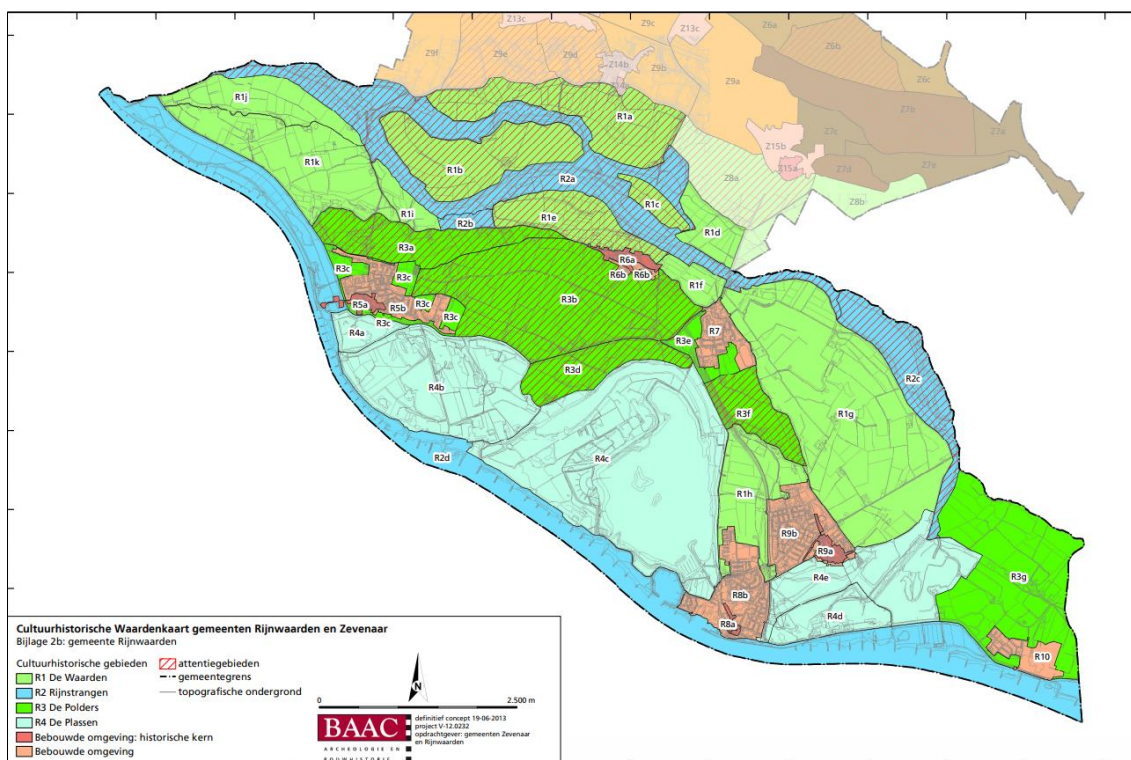 Z13c
Z9c
Z13c
Z6a
Z6b
Z9f
Z9e
Z9d
Z14b
Z9b
Z14a
Z9a
Z6c
Z7b
Z7c
Z7a
Z15b
Z15a
Z7d
Z7e
Z8a
Z8b
R1j
R1a
R1k
R1b
R2a
R1c
R1i
R2b
R1e
R1d
R3a
R6a
R3c
R3c
R6b
R6b
R1f
R3b
R5a
R5b
R3c
R3c
R3c
R4a
R7
R3e
R3d
R2c
R4b
R3f
R1g
R2d
R4c
R1h
R9b
R9a
R4e
R3g
R8b
R4d
R8a
R10
Cultuurhistorische Waardenkaart gemeenten Rijnwaarden en Zevenaar
Bijlage 2b: gemeente Rijnwaarden
Cultuurhistorische gebieden
R1 De Waarden
R2 Rijnstrangen
R3 De Polders
R4 De Plassen
Bebouwde omgeving: historische kern
Bebouwde omgeving
attentiegebieden
gemeentegrens
topografische ondergrond
N
0 2.500 m
BAAC
ARCHEOLOGIE EN
BOUWHISTORIE
definitief concept 19-06-2013
project V-12.0232
opdrachtgever: gemeenten Zevenaar
en Rijnwaarden